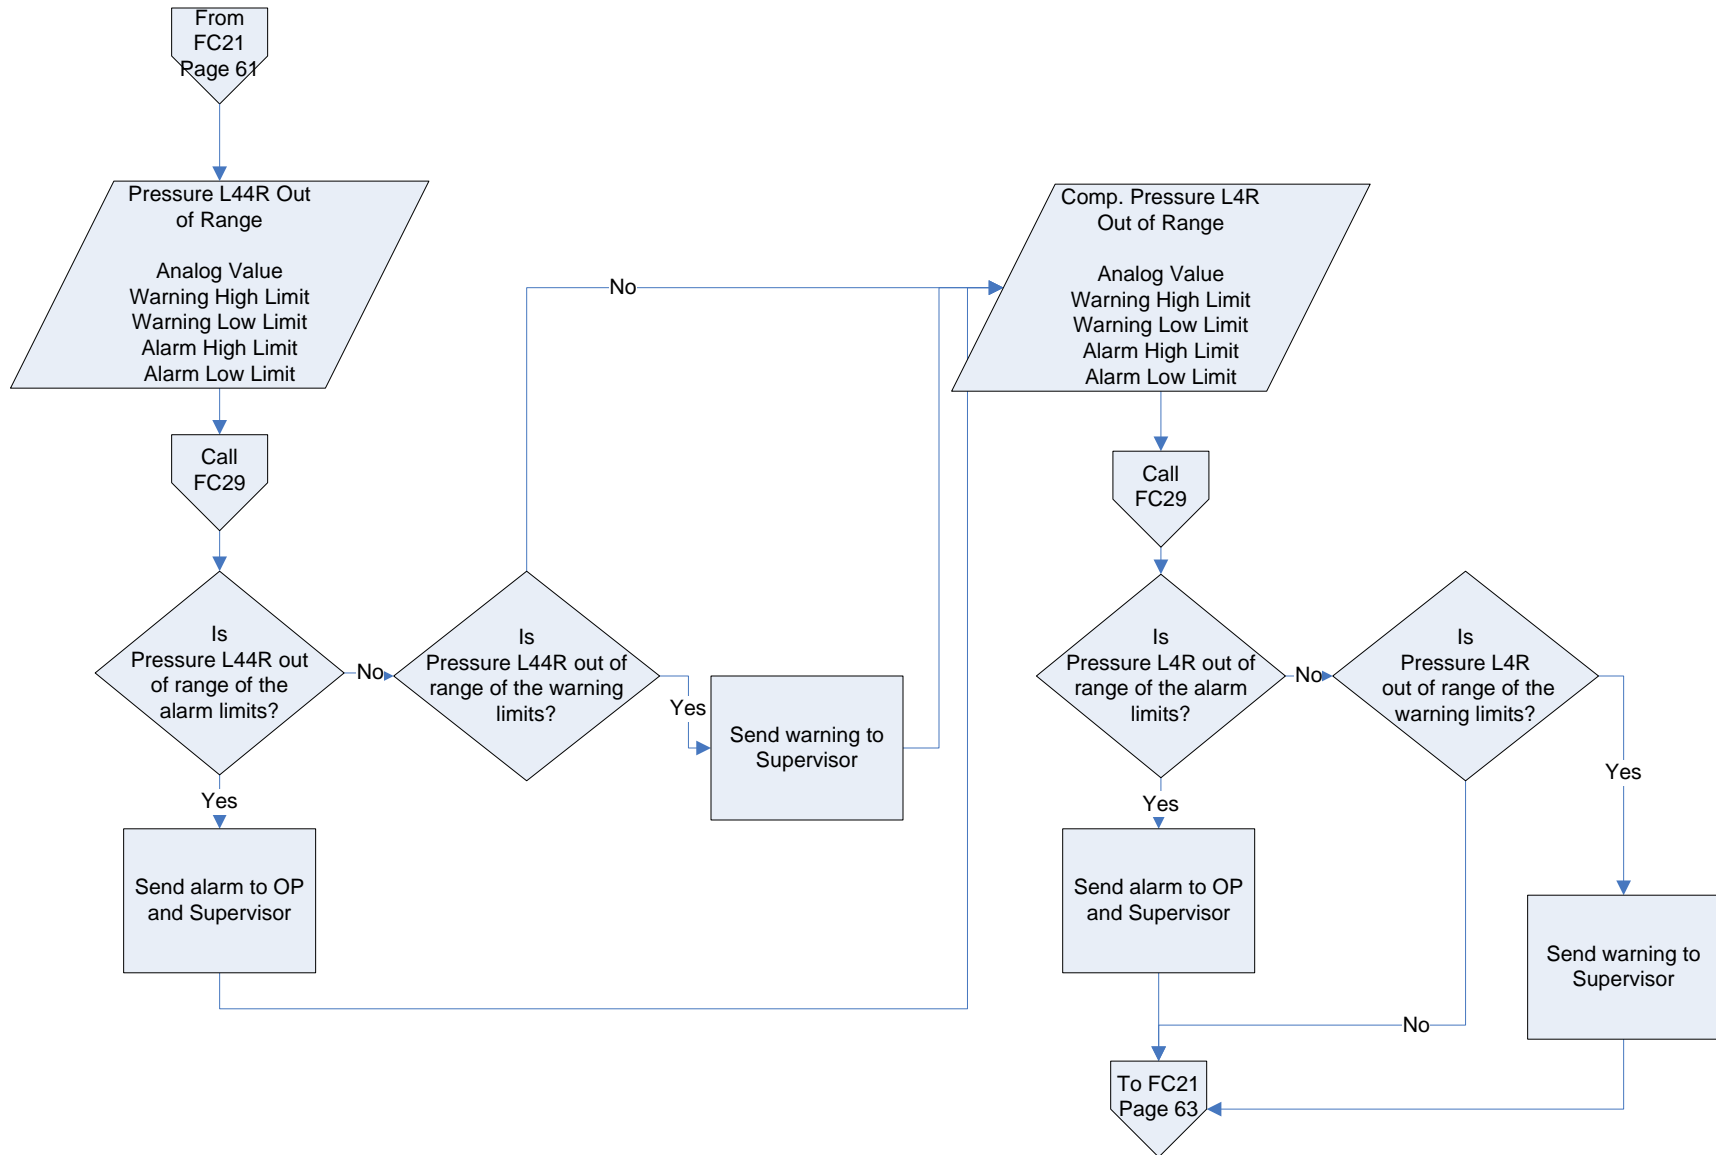 From
FC21
Page 61
Pressure L44R Out
of Range
Analog Value
Warning High Limit
Warning Low Limit
Alarm High Limit
Alarm Low Limit
Call
FC29
Is
Pressure L44R out
of range of the
alarm limits?
No
Is
Pressure L44R out of
range of the warning
limits?
No
Yes
Send warning to
Supervisor
Yes
Send alarm to OP
and Supervisor
Comp. Pressure L4R
Out of Range
Analog Value
Warning High Limit
Warning Low Limit
Alarm High Limit
Alarm Low Limit
Call
FC29
Is
Pressure L4R out of
range of the alarm
limits?
No
Is
Pressure L4R
out of range of the
warning limits?
Yes
Yes
Send alarm to OP
and Supervisor
Send warning to
Supervisor
No
To FC21
Page 63